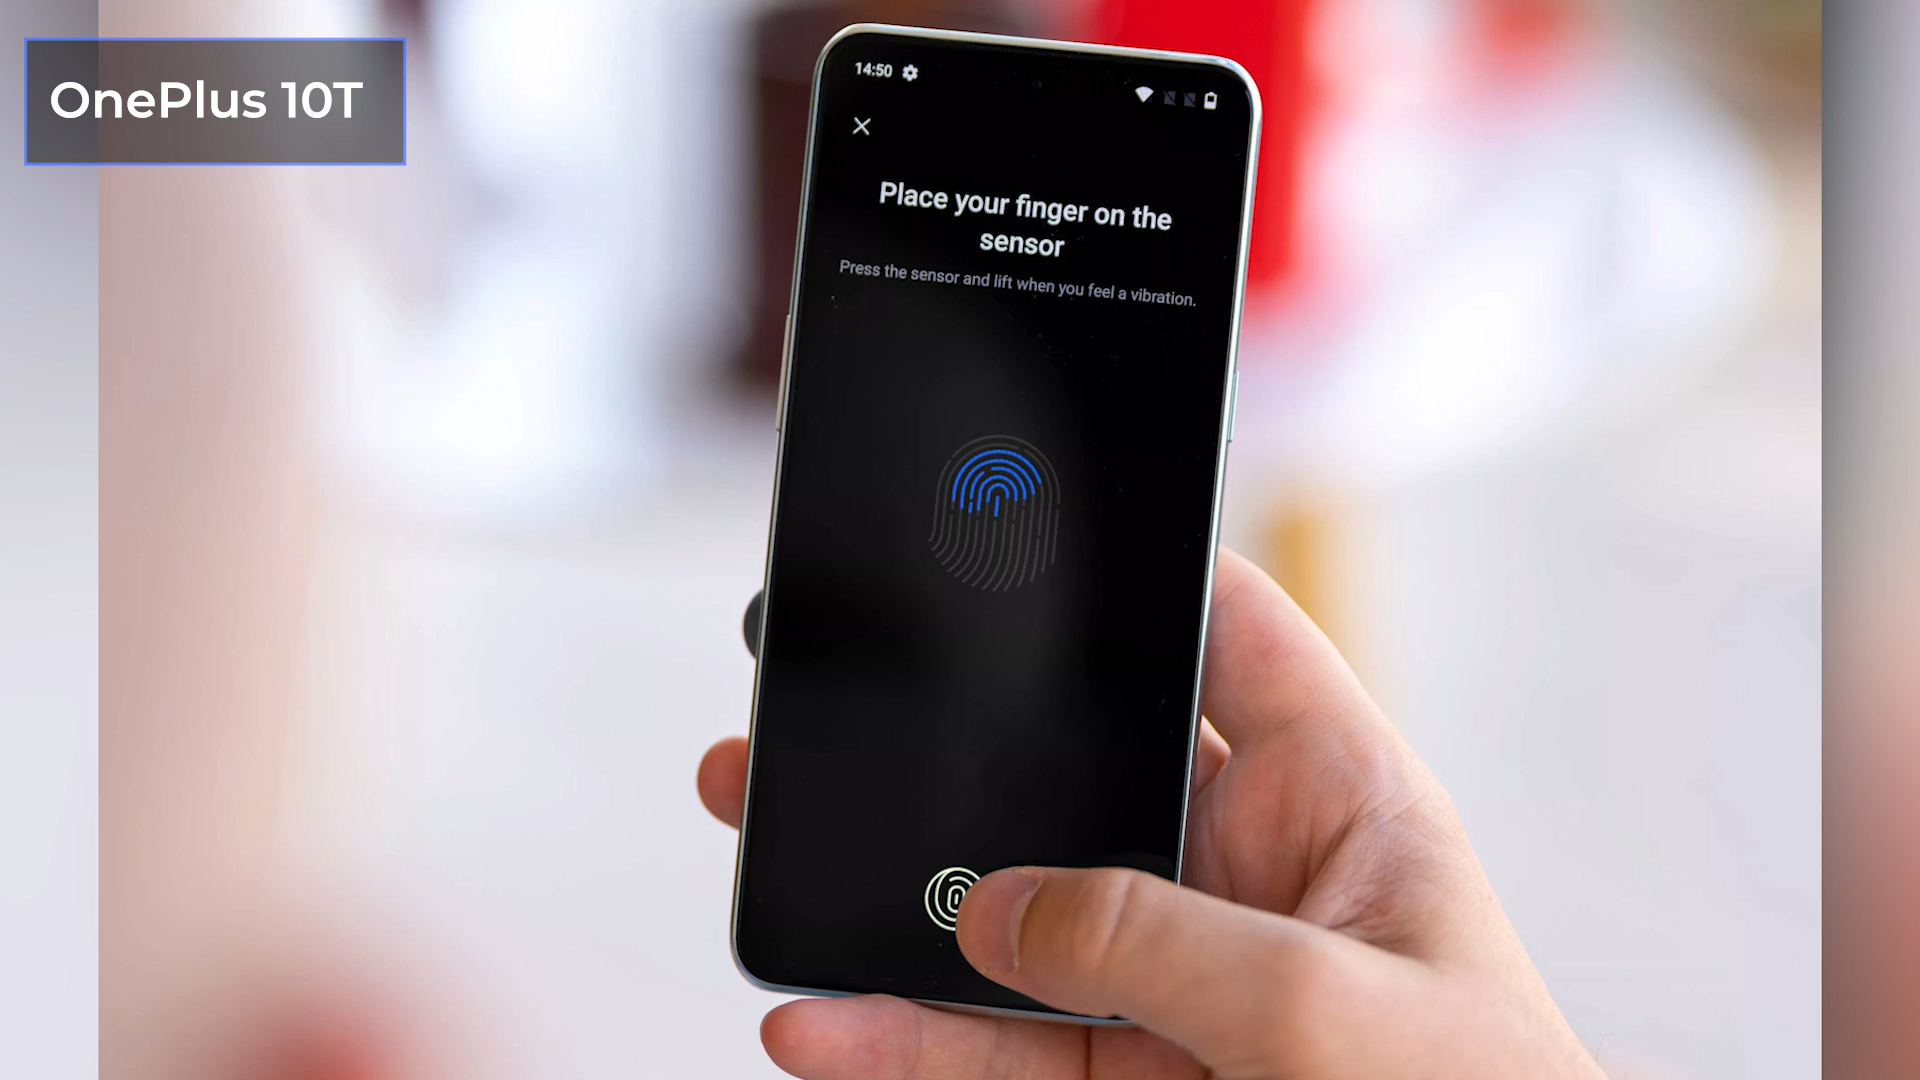 OnePlus 10T
14:50
Place your finger on the
sensor
Press the sensor and lift when you feel a vibration.